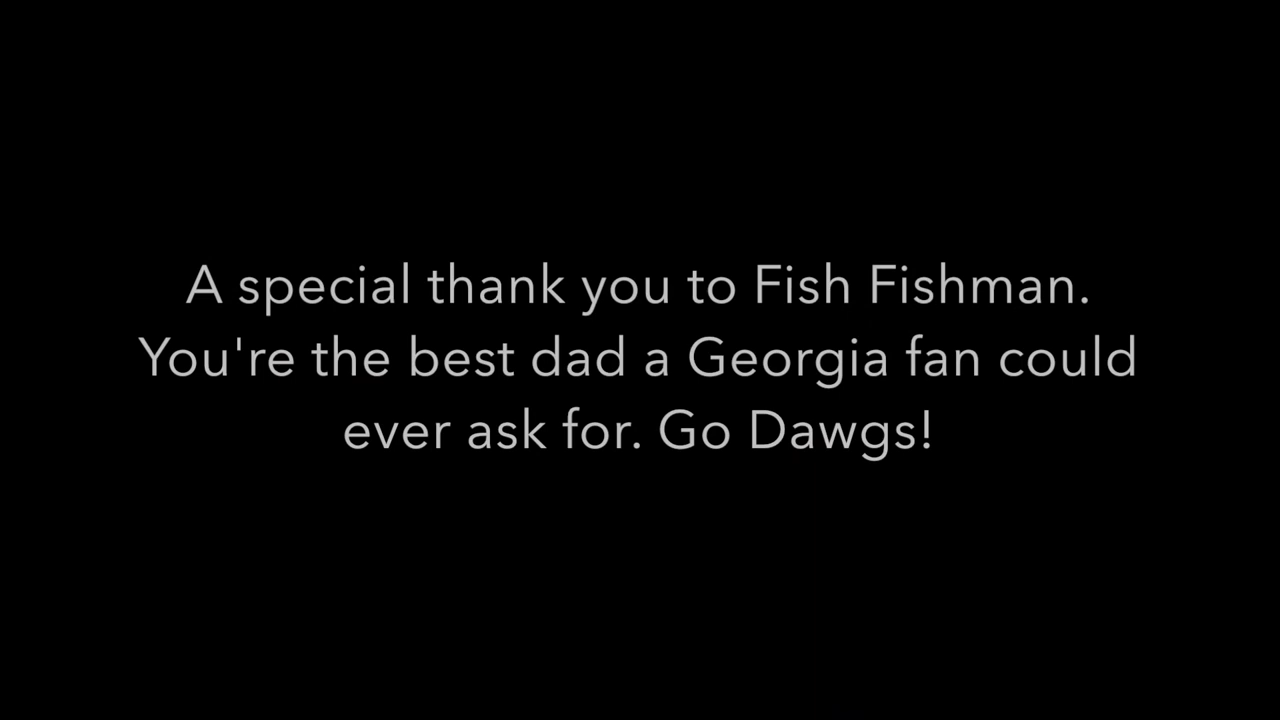 A special thank you to Fish Fishman.
You're the best dad a Georgia fan could
ever ask for. Go Dawgs!